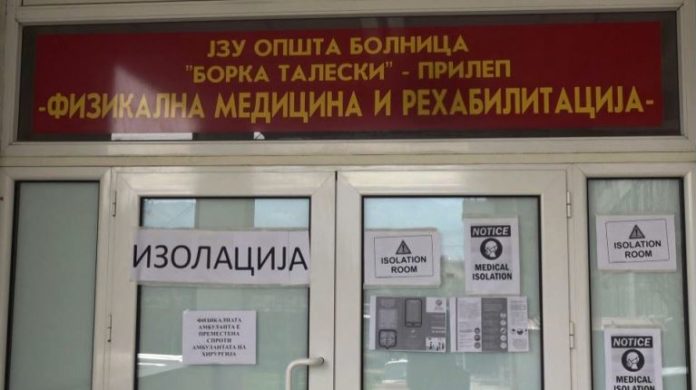 ЈЗУ ОПШТА БОЛНИЦА
"БОРКА ТАЛЕСКИ" - ПРИЛЕП
-ФИЗИКАЛНА МЕДИЦИНА И РЕХАБИЛИТАЦИЈА-
ИЗОЛАЦИЈА
ISOLATION
ROOM
NOTICE
MEDICAL
ISOLATION
ISOLATION
ROOM
ФИЗИКАЛНАТА
АМБУЛАНТА Е
ПРЕМЕСТЕНА
СПРОТИ
АМБУЛАНТАТА НА
ХИРУРГИЈА
NOTICE
MEDICAL
ISOLATION